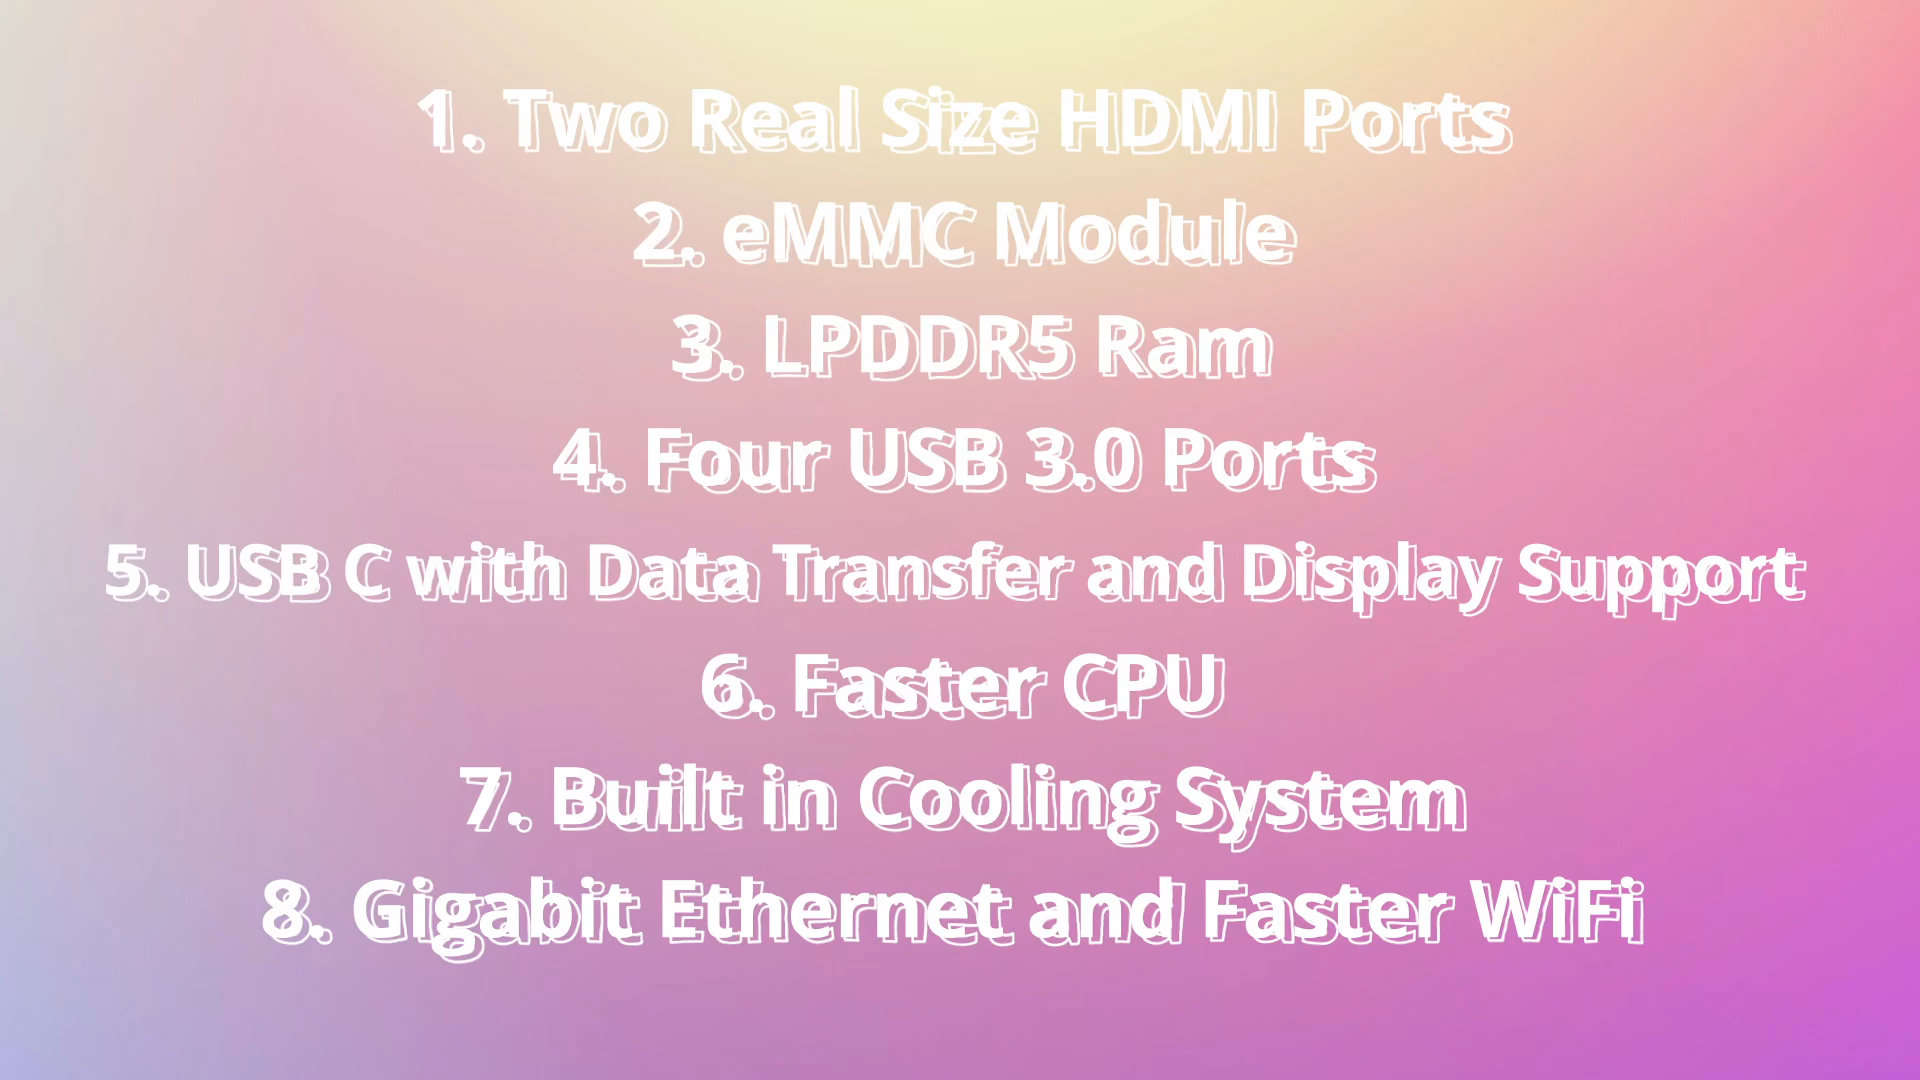 1. Two Real Size HDMI Ports
2. eMMC Module
3. LPDDR5 Ram
4. Four USB 3.0 Ports
5. USB C with Data Transfer and Display Support
6. Faster CPU
7. Built in Cooling System
8. Gigabit Ethernet and Faster WiFi